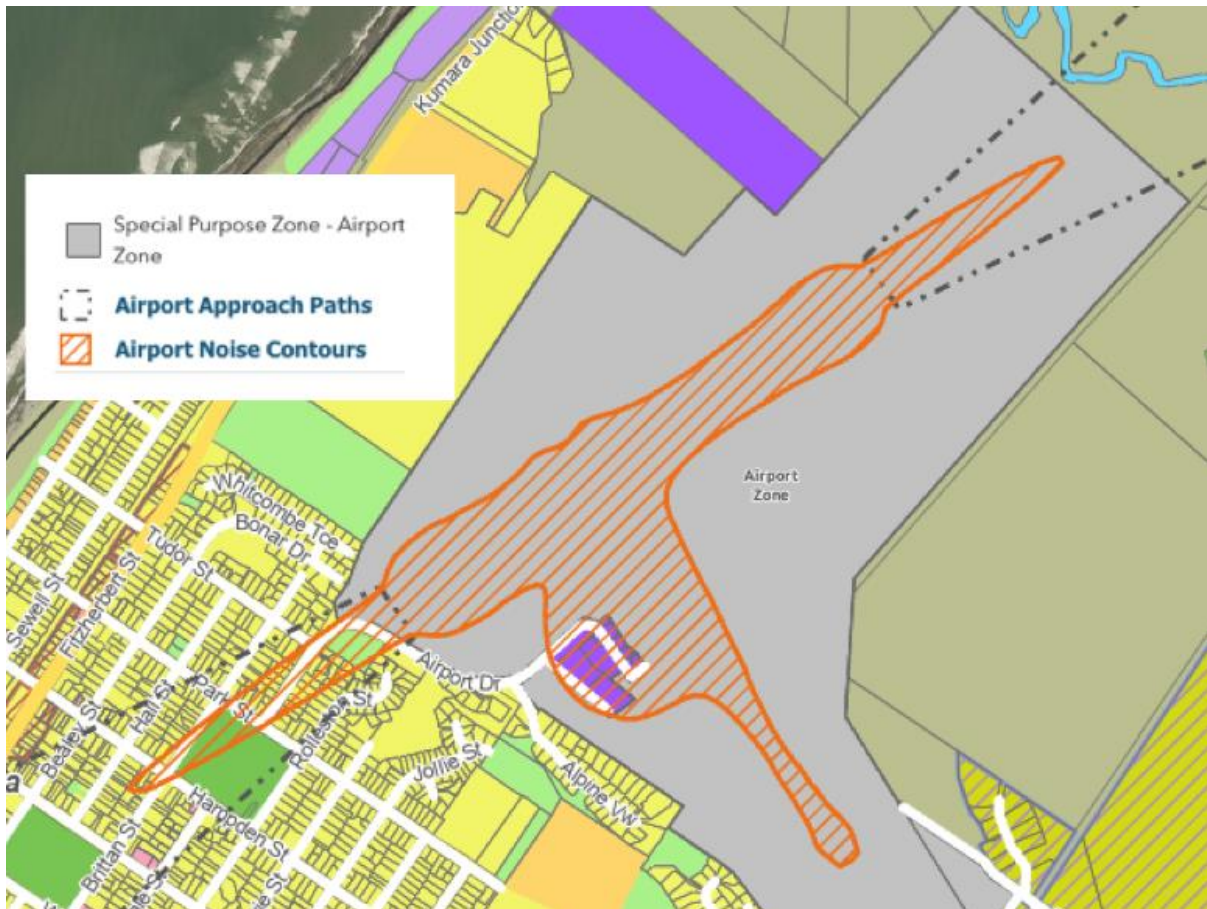 Kumara Junction
Special Purpose Zone - Airport
Zone
Airport Approach Paths
Airport Noise Contours
Airport
Zone
Whitcombe Tce
Bonar Dr
Tudor St
Sewell St
Fitzherbert St
Airport Dr
Park St
Hall St
Rolleston St
Bealey St
Jollie St
Alpine VW
Hampden St
Brittan St